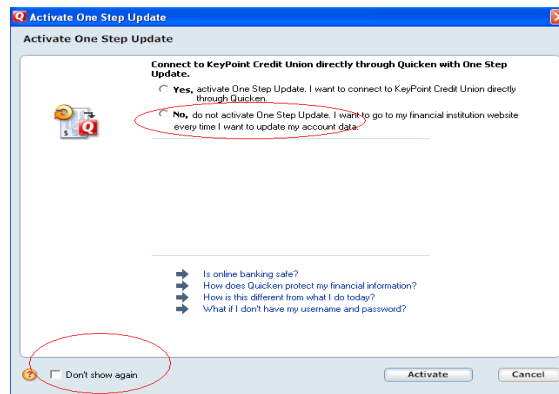 Activate One Step Update
Activate One Step Update
Connect to KeyPoint Credit Union directly through Quicken with One Step
Update.
Yes, activate One Step Update. I want to connect to KeyPoint Credit Union directly
through Quicken.
No, do not activate One Step Update. I want to go to my financial institution website
every time I want to update my account data.
$ Q
Is online banking safe?
How does Quicken protect my financial information?
How is this different from what I do today?
What if I don't have my username and password?
? Don't show again
Activate
Cancel